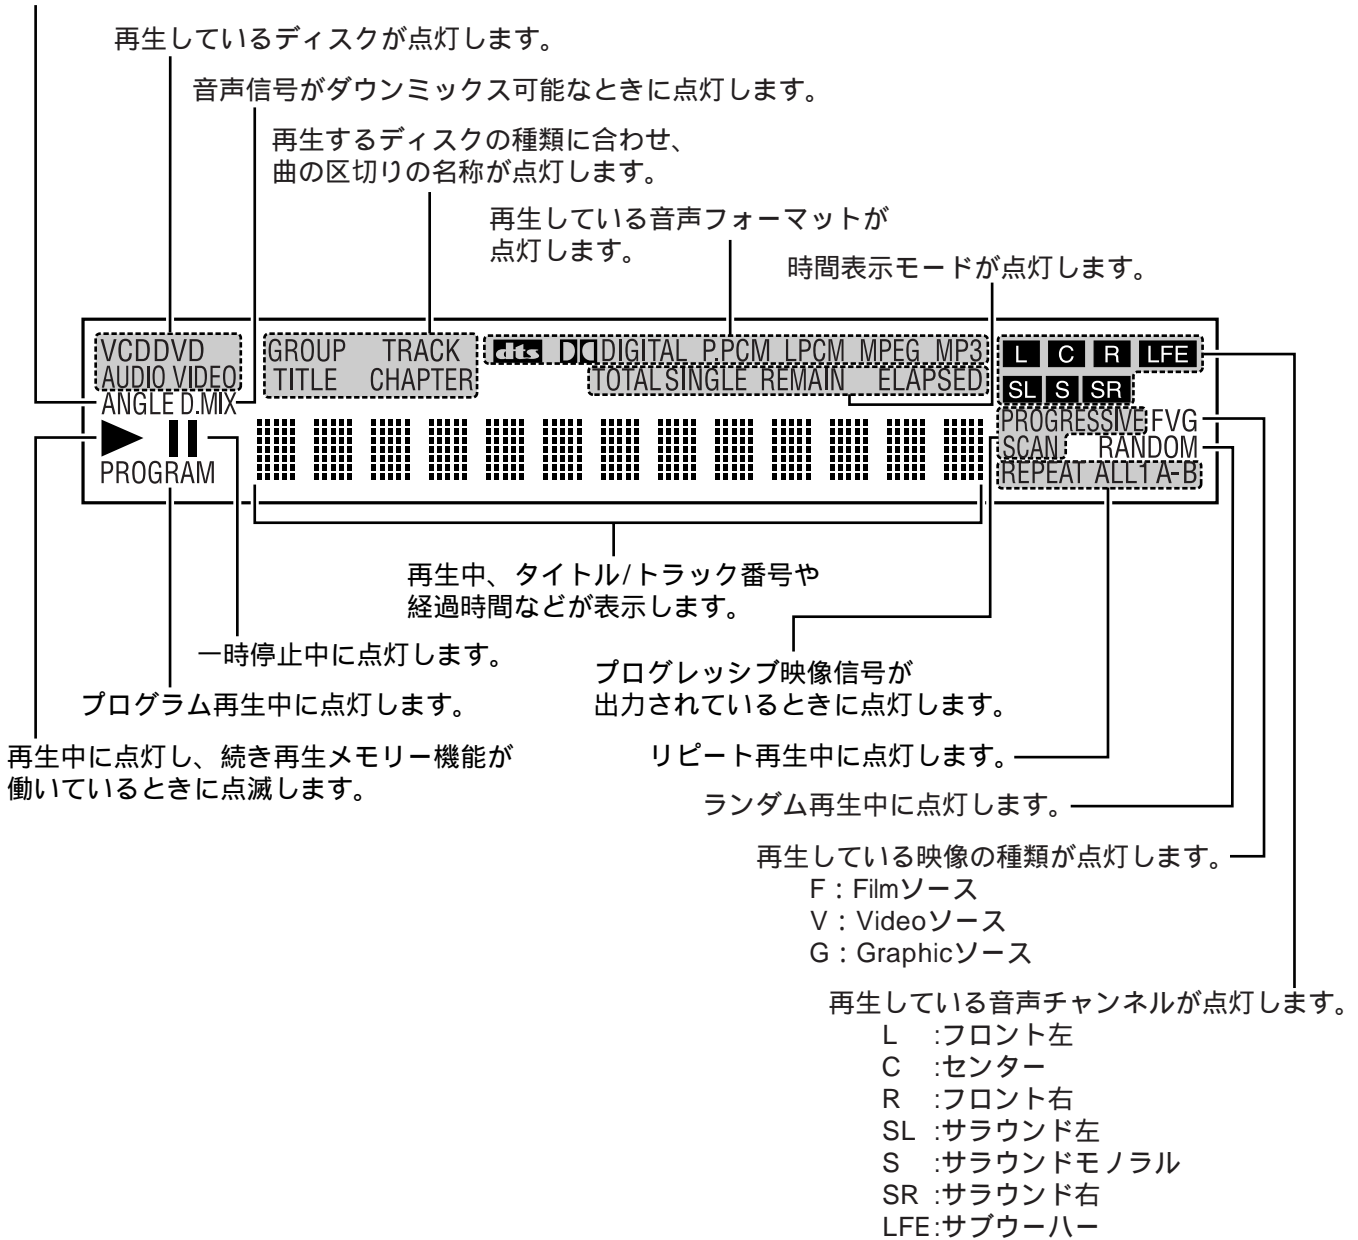 再生しているディスクが点灯します。
音声信号がダウンミックス可能なときに点灯します。
再生するディスクの種類に合わせ、
曲の区切りの名称が点灯します。
再生している音声フォーマットが
点灯します。
時間表示モードが点灯します。
VCDDVD
AUDIO VIDEO
ANGLE D.MIX
PROGRAM
GROUP TRACK
TITLE CHAPTER
dts DIGITAL P.PCM LPCM MPEG MP3
TOTAL SINGLE REMAIN ELAPSED
L C R LFE
SL S SR
PROGRESSIVE FVG
SCAN RANDOM
REPEAT ALL 1 A-B
再生中、タイトル/トラック番号や
経過時間などが表示します。
一時停止中に点灯します。
プログラム再生中に点灯します。
再生中に点灯し、続き再生メモリー機能が
働いているときに点滅します。
プログレッシブ映像信号が
出力されているときに点灯します。
リピート再生中に点灯します。
ランダム再生中に点灯します。
再生している映像の種類が点灯します。
F:Filmソース
V:Videoソース
G:Graphicソース
再生している音声チャンネルが点灯します。
L :フロント左
C :センター
R :フロント右
SL :サラウンド左
S :サラウンドモノラル
SR :サラウンド右
LFE:サブウーハー